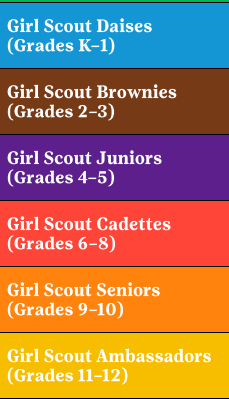 Girl Scout Daises
(Grades K–1)
Girl Scout Brownies
(Grades 2–3)
Girl Scout Juniors
(Grades 4–5)
Girl Scout Cadettes
(Grades 6–8)
Girl Scout Seniors
(Grades 9–10)
Girl Scout Ambassadors
(Grades 11–12)